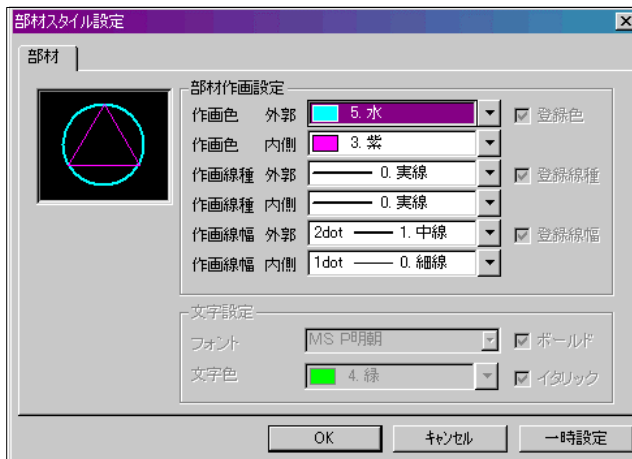 部材スタイル設定
部材
部材作画設定
作画色 外郭 5. 水 登録色
作画色 内側 3. 紫
作画線種 外郭 0. 実線 登録線種
作画線種 内側 0. 実線
作画線幅 外郭 2dot 1. 中線 登録線幅
作画線幅 内側 1dot 0. 細線
文字設定
フォント MS P明朝 ボールド
文字色 4. 緑 イタリック
OK キャンセル 一時設定